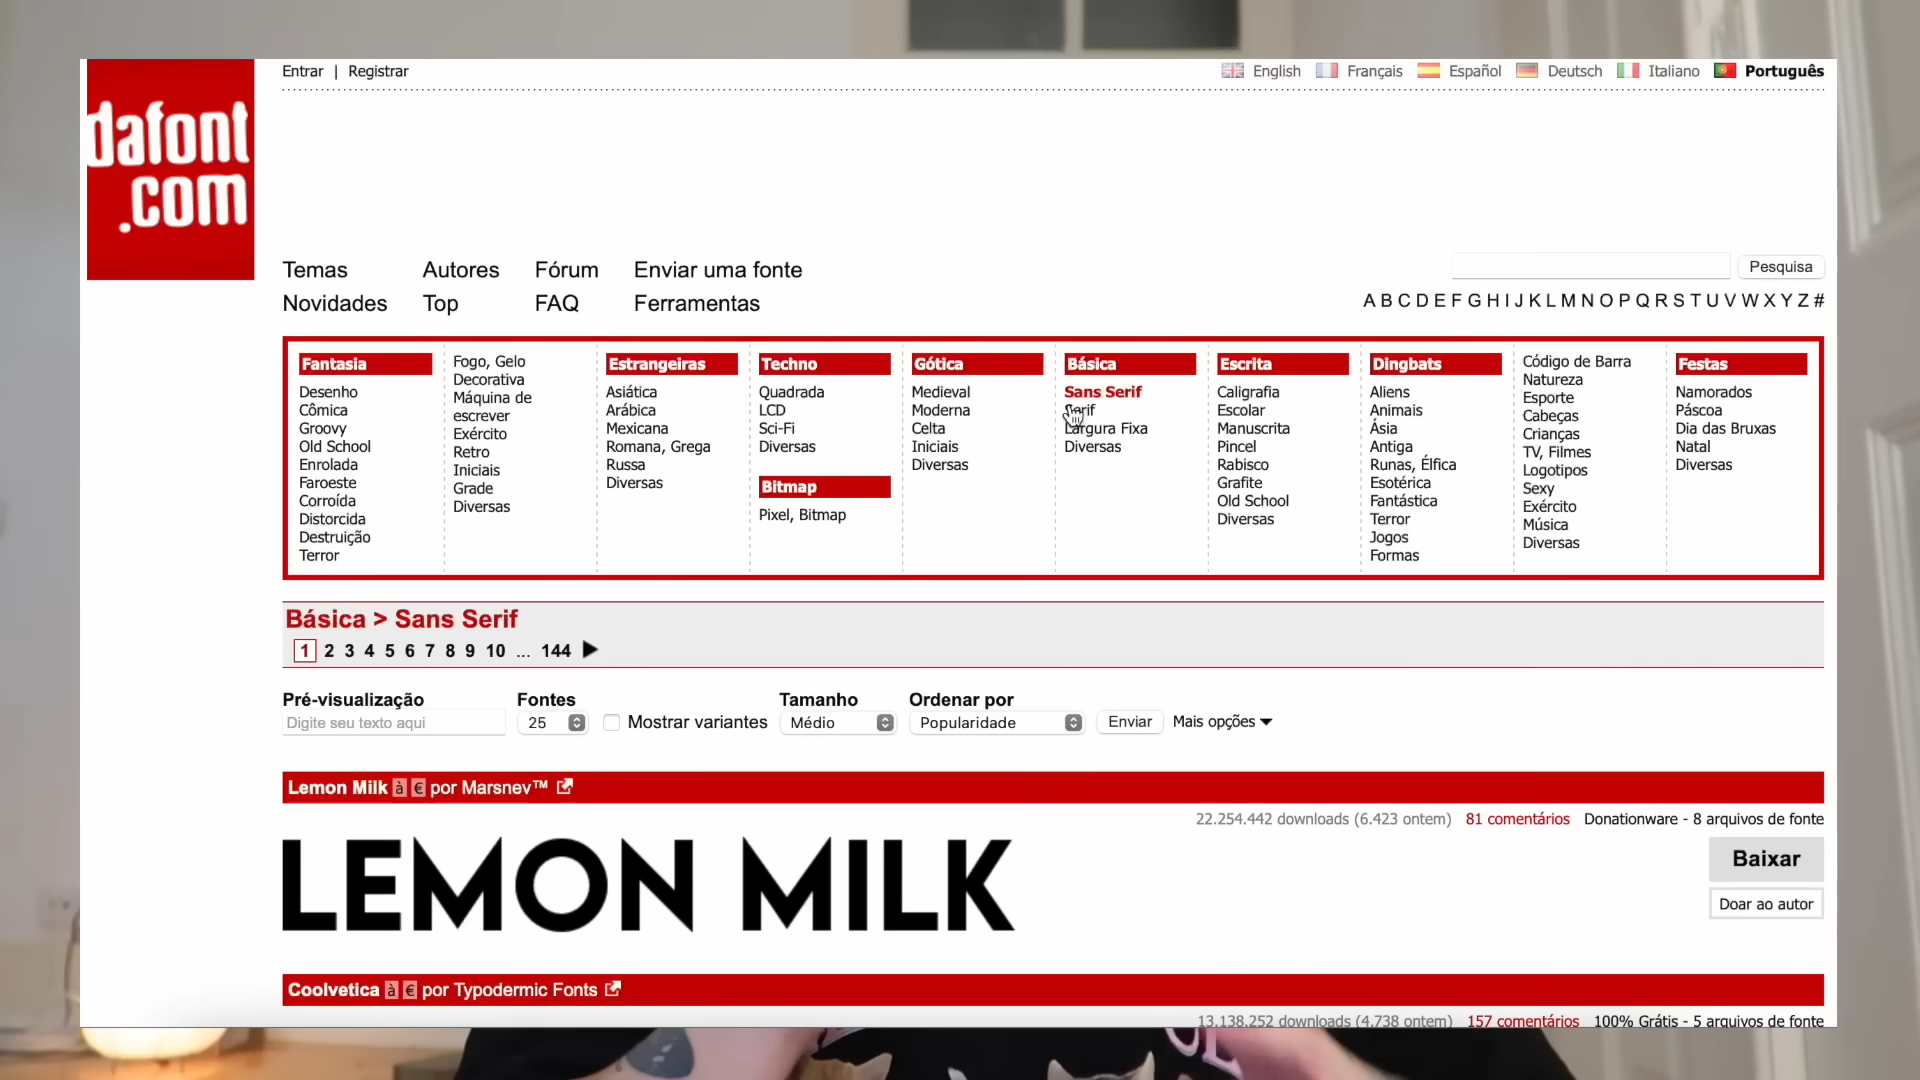 dafont
.com
Entrar | Registrar
English Français Español Deutsch Italiano Português
Temas Autores Fórum Enviar uma fonte
Novidades Top FAQ Ferramentas
Pesquisa
A B C D E F G H I J K L M N O P Q R S T U V W X Y Z #
Fantasia
Desenho
Cômica
Groovy
Old School
Enrolada
Faroeste
Corroída
Distorcida
Destruição
Terror
Fogo, Gelo
Decorativa
Máquina de
escrever
Exército
Retro
Iniciais
Grade
Diversas
Estrangeiras
Asiática
Arábica
Mexicana
Romana, Grega
Russa
Diversas
Techno
Quadrada
LCD
Sci-Fi
Diversas
Bitmap
Pixel, Bitmap
Gótica
Medieval
Moderna
Celta
Iniciais
Diversas
Básica
Sans Serif
Serif
Largura Fixa
Diversas
Escrita
Caligrafia
Escolar
Manuscrita
Pincel
Rabisco
Grafite
Old School
Diversas
Dingbats
Aliens
Animais
Ásia
Antiga
Runas, Élfica
Esotérica
Fantástica
Terror
Jogos
Formas
Código de Barra
Natureza
Esporte
Cabeças
Crianças
TV, Filmes
Logotipos
Sexy
Exército
Música
Diversas
Festas
Namorados
Páscoa
Dia das Bruxas
Natal
Diversas
Básica > Sans Serif
1 2 3 4 5 6 7 8 9 10 ... 144
Pré-visualização Fontes Tamanho Ordenar por
Digite seu texto aqui 25 Mostrar variantes Médio Popularidade Enviar Mais opções
Lemon Milk à € por Marsnev™
22.254.442 downloads (6.423 ontem) 81 comentários Donationware - 8 arquivos de fonte
LEMON MILK
Baixar
Doar ao autor
Coolvetica à € por Typodermic Fonts
13.138.252 downloads (4.738 ontem) 157 comentários 100% Grátis - 5 arquivos de fonte